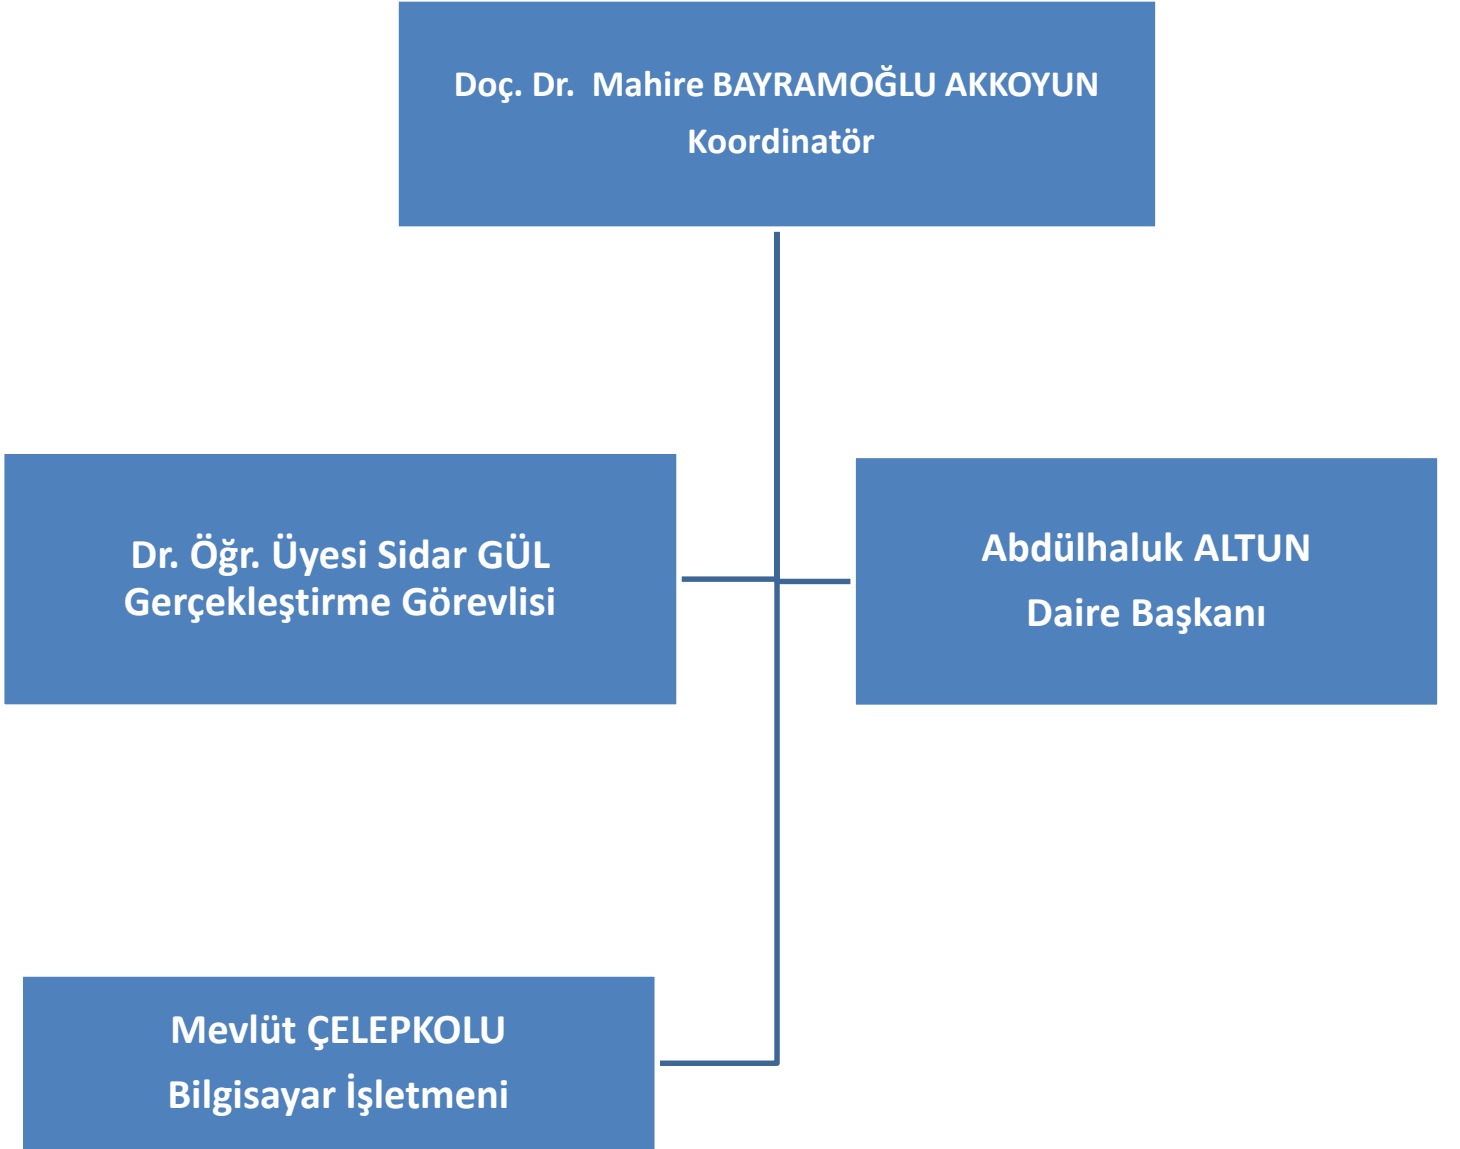 Doç. Dr.  Mahire BAYRAMOĞLU AKKOYUN
Koordinatör
Dr. Öğr. Üyesi Sidar GÜL
Gerçekleştirme Görevlisi
Abdülhaluk ALTUN
Daire Başkanı
Mevlüt ÇELEPKOLU
Bilgisayar İşletmeni